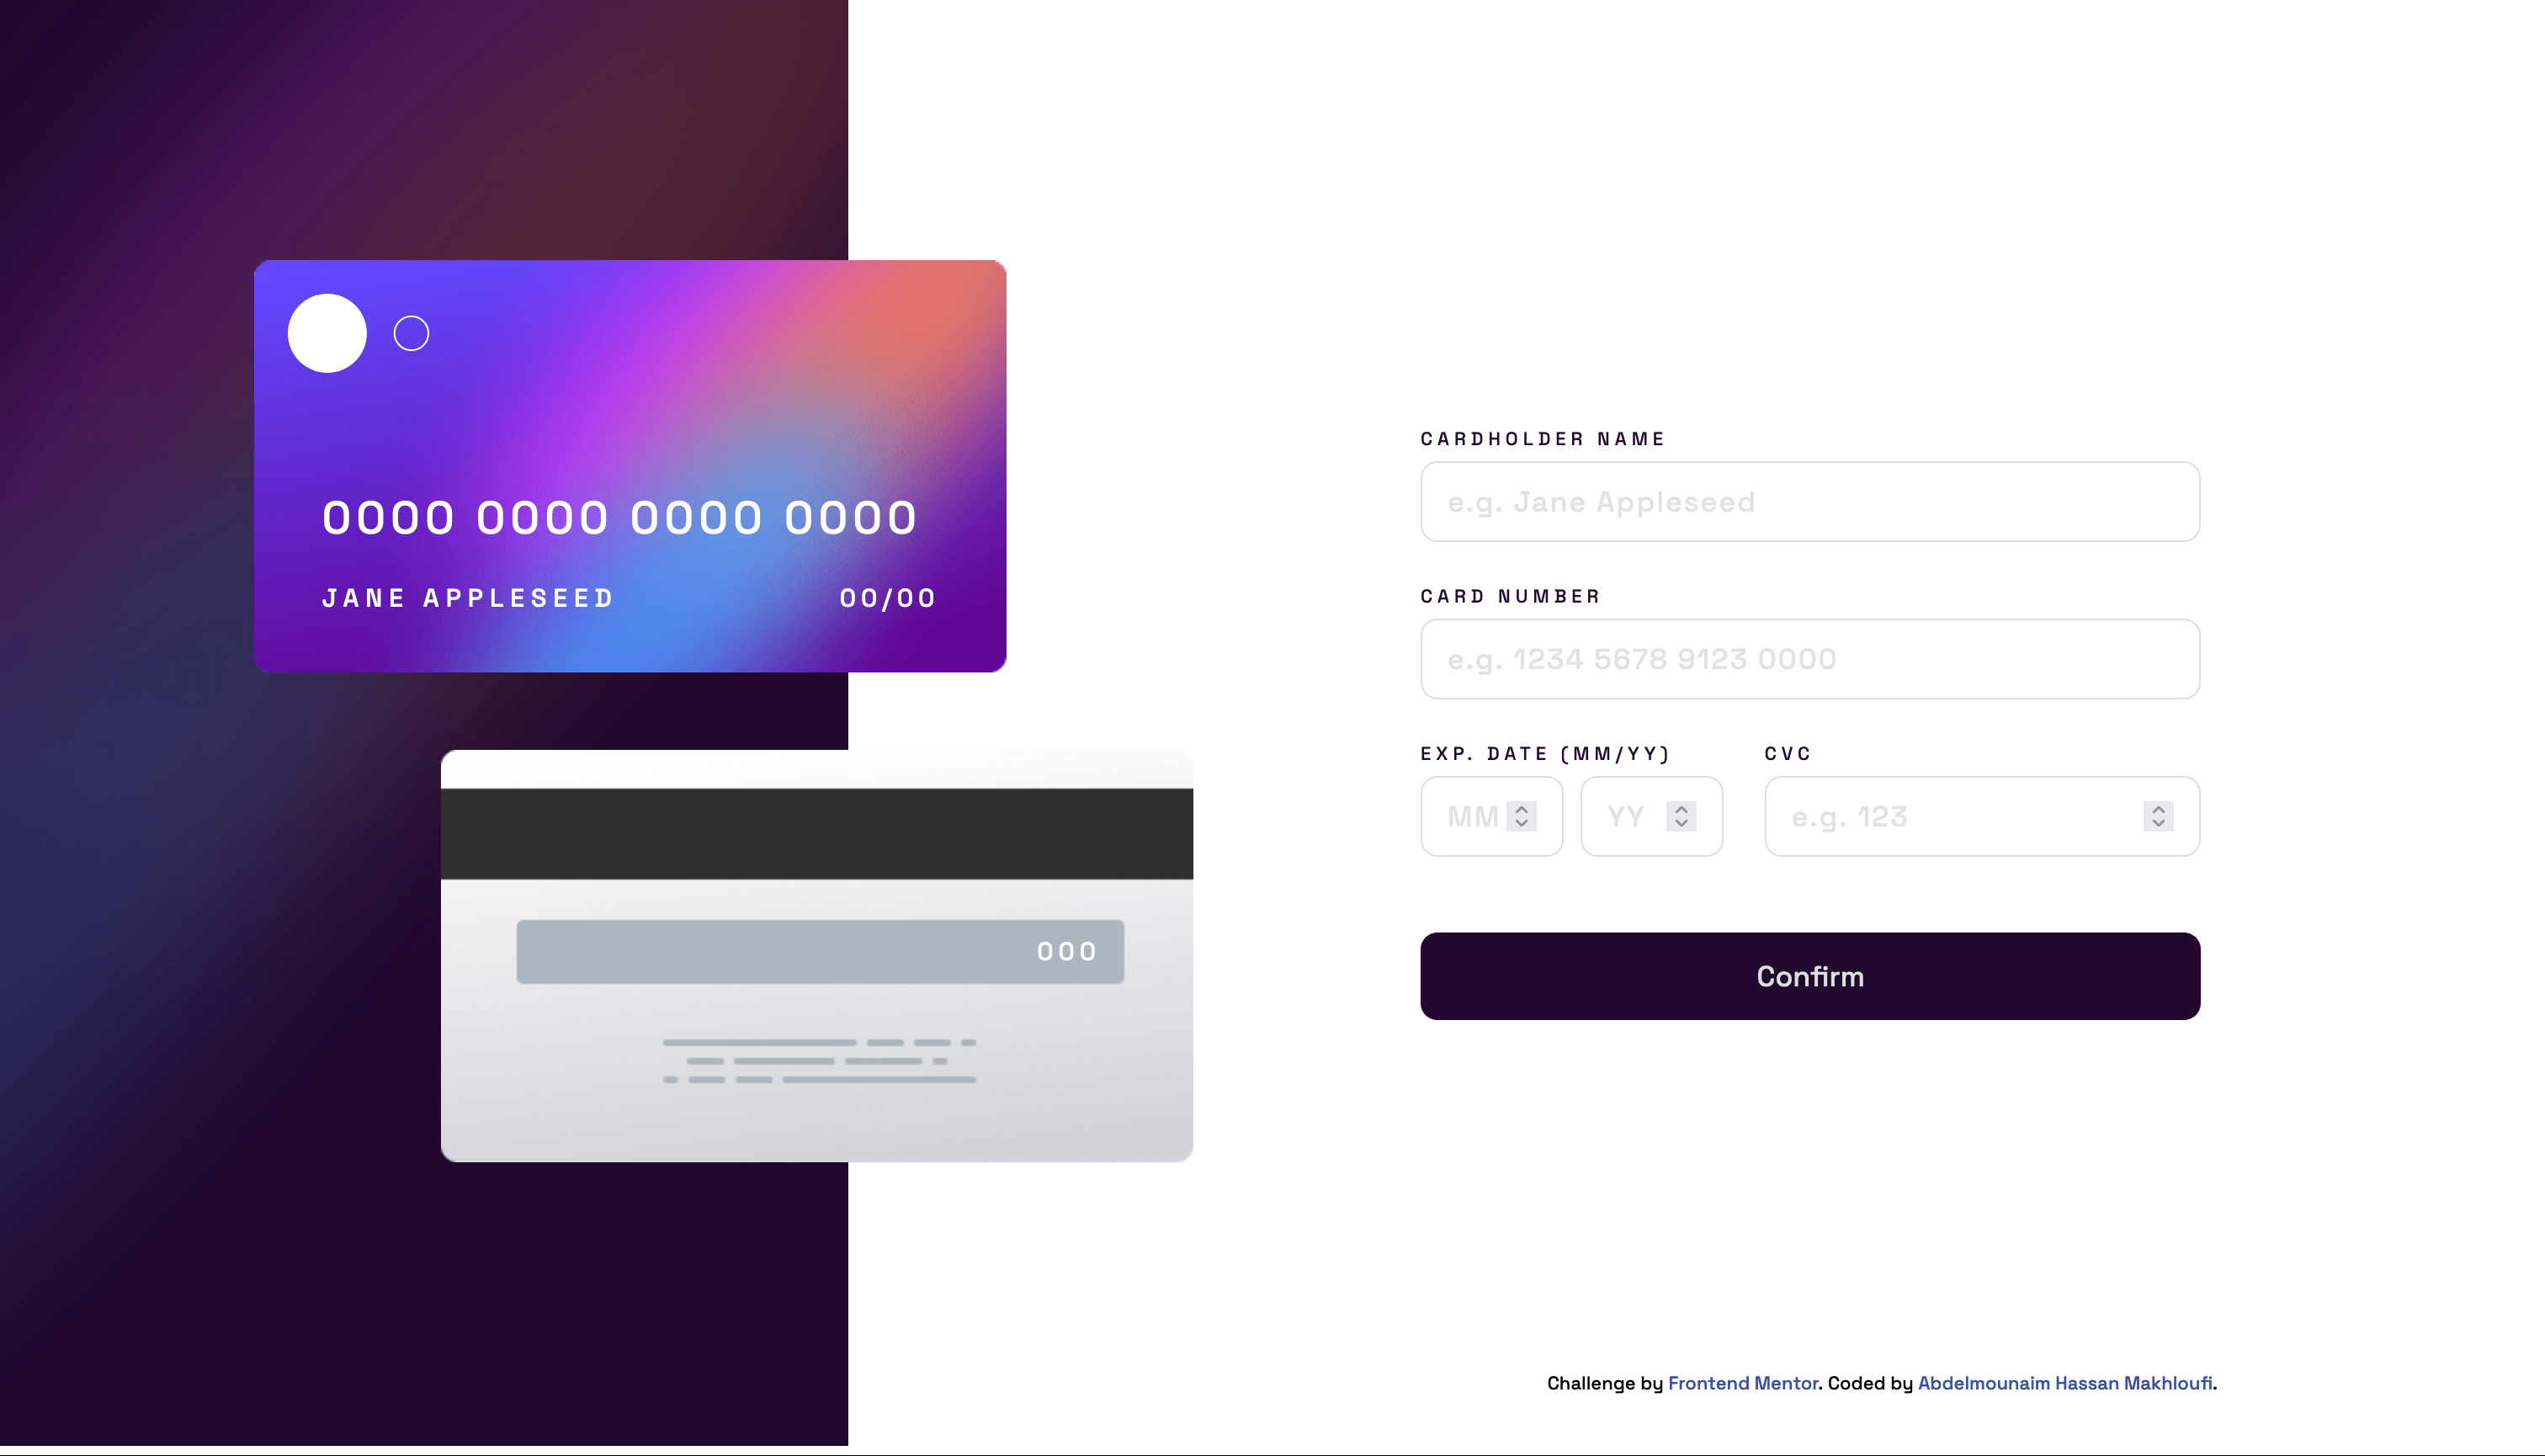 0000 0000 0000 0000
JANE APPLESEED 00/00
000
CARDHOLDER NAME
e.g. Jane Appleseed
CARD NUMBER
e.g. 1234 5678 9123 0000
EXP. DATE (MM/YY) CVC
MM YY e.g. 123
Confirm
Challenge by Frontend Mentor. Coded by Abdelmounaim Hassan Makhloufi.